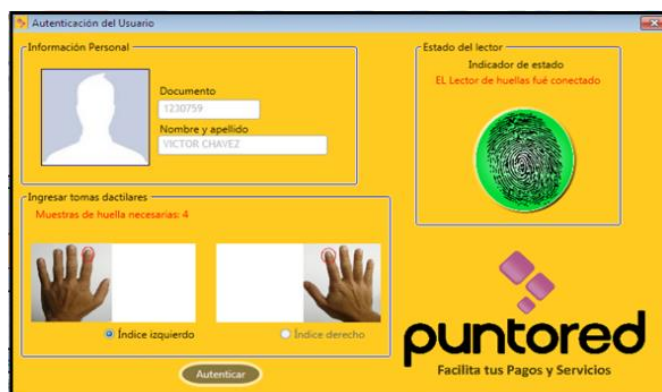 Autenticación del Usuario
Información Personal
Documento
1230759
Nombre y apellido
VICTOR CHAVEZ
Estado del lector
Indicador de estado
EL Lector de huellas fué conectado
Ingresar tomas dactilares
Muestras de huella necesarias: 4
Índice izquierdo
Índice derecho
Autenticar
puntored
Facilita tus Pagos y Servicios